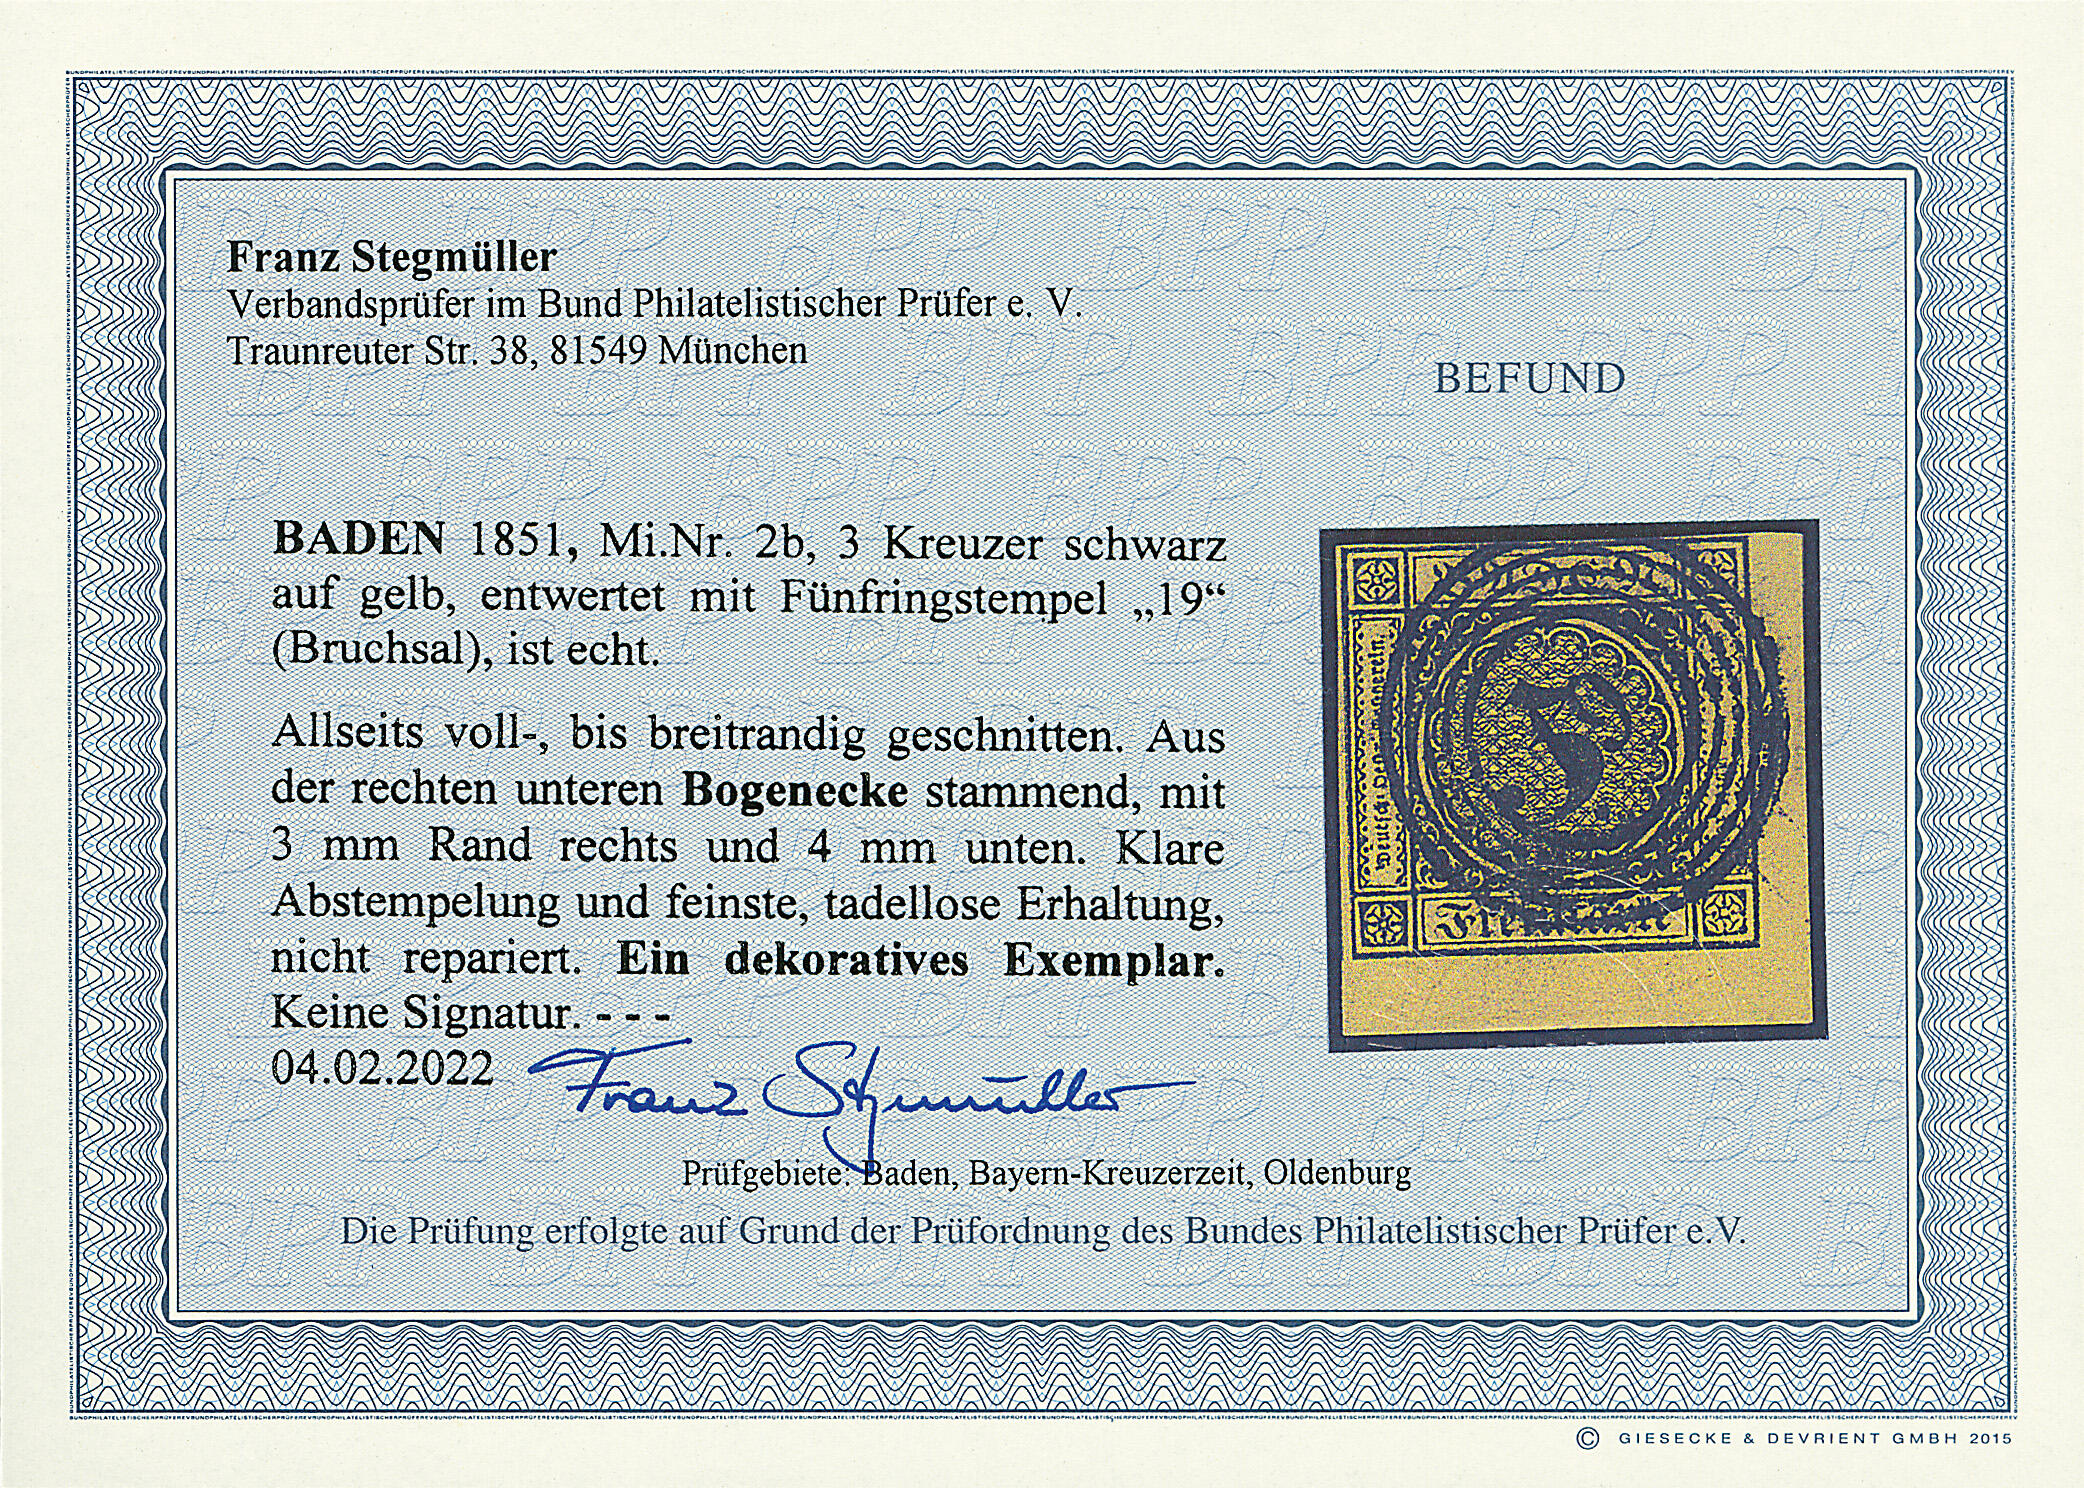 Franz Stegmüller
Verbandsprüfer im Bund Philatelistischer Prüfer e. V.
Traunreuter Str. 38, 81549 München
BEFUND
BADEN 1851, Mi.Nr. 2b, 3 Kreuzer schwarz
auf gelb, entwertet mit Fünfringstempel „19“
(Bruchsal), ist echt.
Allseits voll-, bis breitrandig geschnitten. Aus
der rechten unteren Bogenecke stammend, mit
3 mm Rand rechts und 4 mm unten. Klare
Abstempelung und feinste, tadellose Erhaltung,
nicht repariert. Ein dekoratives Exemplar.
Keine Signatur. - - -
04.02.2022 Franz Stegmüller
Prüfgebiete: Baden, Bayern-Kreuzerzeit, Oldenburg
Die Prüfung erfolgte auf Grund der Prüfordnung des Bundes Philatelistischer Prüfer e.V.
© GIESECKE & DEVRIENT GMBH 2015